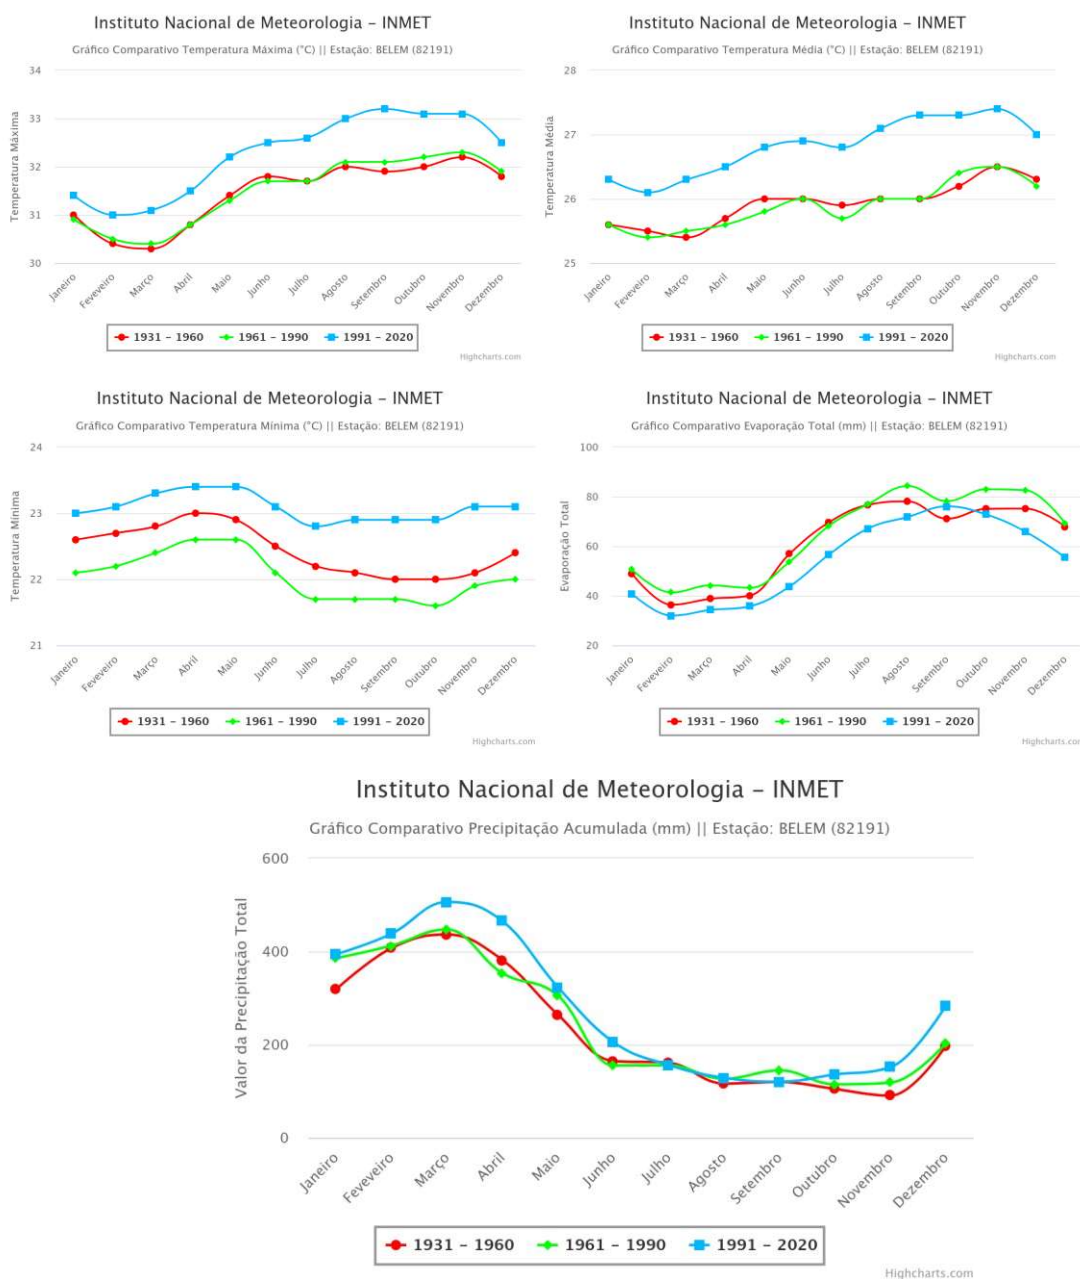 Instituto Nacional de Meteorologia – INMET
Gráfico Comparativo Temperatura Máxima (°C) || Estação: BELEM (82191)
34
33
32
31
30
Temperatura Máxima
Janeiro
Feveveiro
Março
Abril
Maio
Junho
Julho
Agosto
Setembro
Outubro
Novembro
Dezembro
1931 – 1960
1961 – 1990
1991 – 2020
Highcharts.com
Instituto Nacional de Meteorologia – INMET
Gráfico Comparativo Temperatura Média (°C) || Estação: BELEM (82191)
28
27
26
25
Temperatura Média
Janeiro
Feveveiro
Março
Abril
Maio
Junho
Julho
Agosto
Setembro
Outubro
Novembro
Dezembro
1931 – 1960
1961 – 1990
1991 – 2020
Highcharts.com
Instituto Nacional de Meteorologia – INMET
Gráfico Comparativo Temperatura Mínima (°C) || Estação: BELEM (82191)
24
23
22
21
Temperatura Mínima
Janeiro
Feveveiro
Março
Abril
Maio
Junho
Julho
Agosto
Setembro
Outubro
Novembro
Dezembro
1931 – 1960
1961 – 1990
1991 – 2020
Highcharts.com
Instituto Nacional de Meteorologia – INMET
Gráfico Comparativo Evaporação Total (mm) || Estação: BELEM (82191)
100
80
60
40
20
Evaporação Total
Janeiro
Feveveiro
Março
Abril
Maio
Junho
Julho
Agosto
Setembro
Outubro
Novembro
Dezembro
1931 – 1960
1961 – 1990
1991 – 2020
Highcharts.com
Instituto Nacional de Meteorologia – INMET
Gráfico Comparativo Precipitação Acumulada (mm) || Estação: BELEM (82191)
600
400
200
0
Valor da Precipitação Total
Janeiro
Feveveiro
Março
Abril
Maio
Junho
Julho
Agosto
Setembro
Outubro
Novembro
Dezembro
1931 – 1960
1961 – 1990
1991 – 2020
Highcharts.com